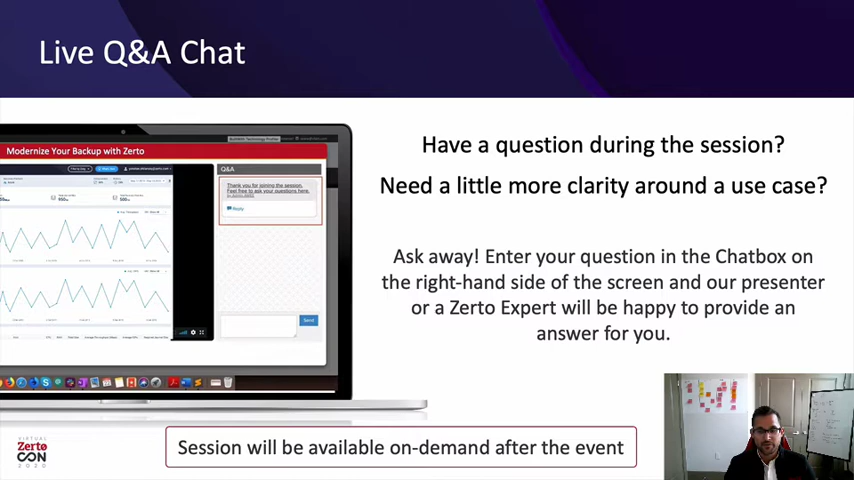 Live Q&A Chat
Modernize Your Backup with Zerto
Q&A
Thank you for joining the session.
Feel free to ask your questions here.
Reply
Send
Have a question during the session?
Need a little more clarity around a use case?
Ask away! Enter your question in the Chatbox on
the right-hand side of the screen and our presenter
or a Zerto Expert will be happy to provide an
answer for you.
VIRTUAL
Zerto
CON
2020
Session will be available on-demand after the event